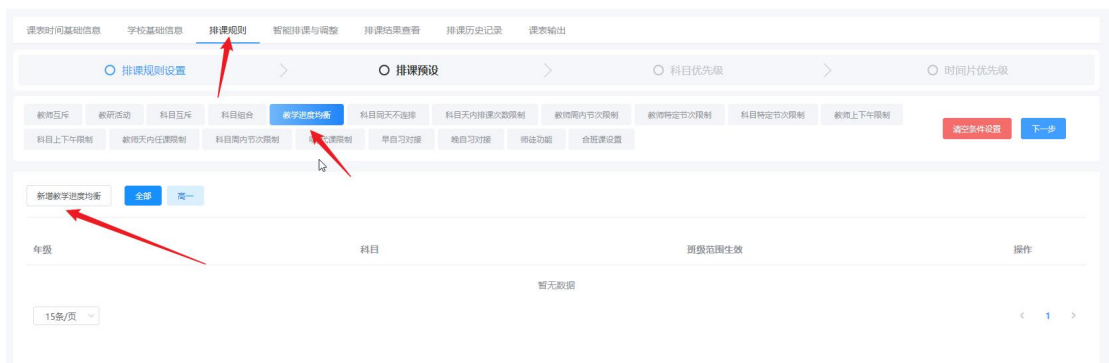 课表时间基础信息 学校基础信息 排课规则 智能排课与调整 排课结果查看 排课历史记录 课表输出
排课规则设置 排课预设 科目优先级 时间片优先级
教师互斥 教研活动 科目互斥 科目组合 教学进度均衡 科目同天不连排 科目天内排课次数限制 教师周内节次限制 教师特定节次限制 科目特定节次限制 教师上下午限制
科目上下午限制 教师天内任课限制 科目周内节次限制 课限制 早自习对接 晚自习对接 师徒功能 合班课设置
清空条件设置 下一步
新增教学进度均衡 全部 高一
年级 科目 班级范围生效 操作
暂无数据
15条/页 1